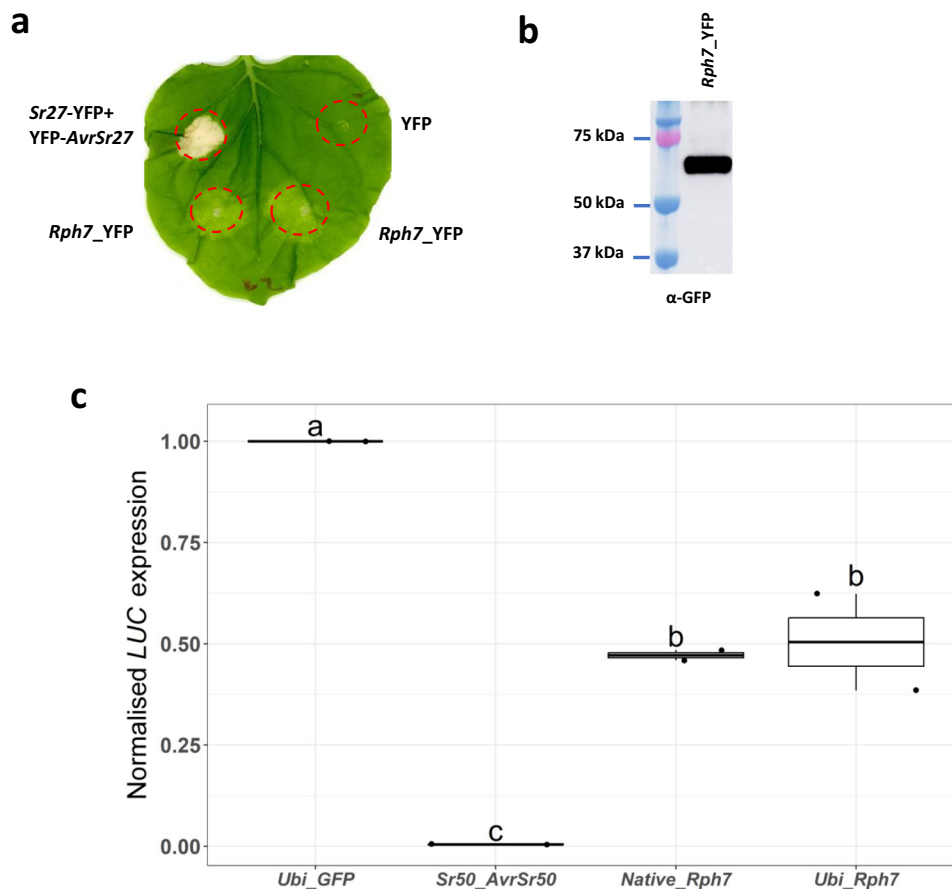 a
Sr27-YFP+
YFP-AvrSr27
YFP
Rph7_YFP
Rph7_YFP
b
Rph7_YFP
75 kDa
50 kDa
37 kDa
α-GFP
c
Normalised LUC expression
1.00
0.75
0.50
0.25
0.00
a
c
b
b
Ubi_GFP
Sr50_AvrSr50
Native_Rph7
Ubi_Rph7